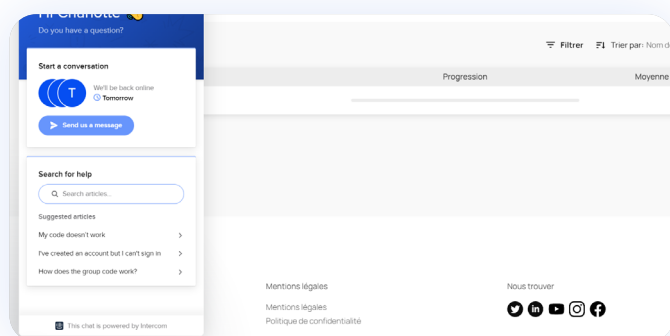 Hi Charlotte 👋
Do you have a question?
Start a conversation
T
We'll be back online
Tomorrow
Send us a message
Search for help
Search articles...
Suggested articles
My code doesn't work
I've created an account but I can't sign in
How does the group code work?
This chat is powered by Intercom
Filtrer
Trier par: Nom de
Progression
Moyenne
Mentions légales
Mentions légales
Politique de confidentialité
Nous trouver